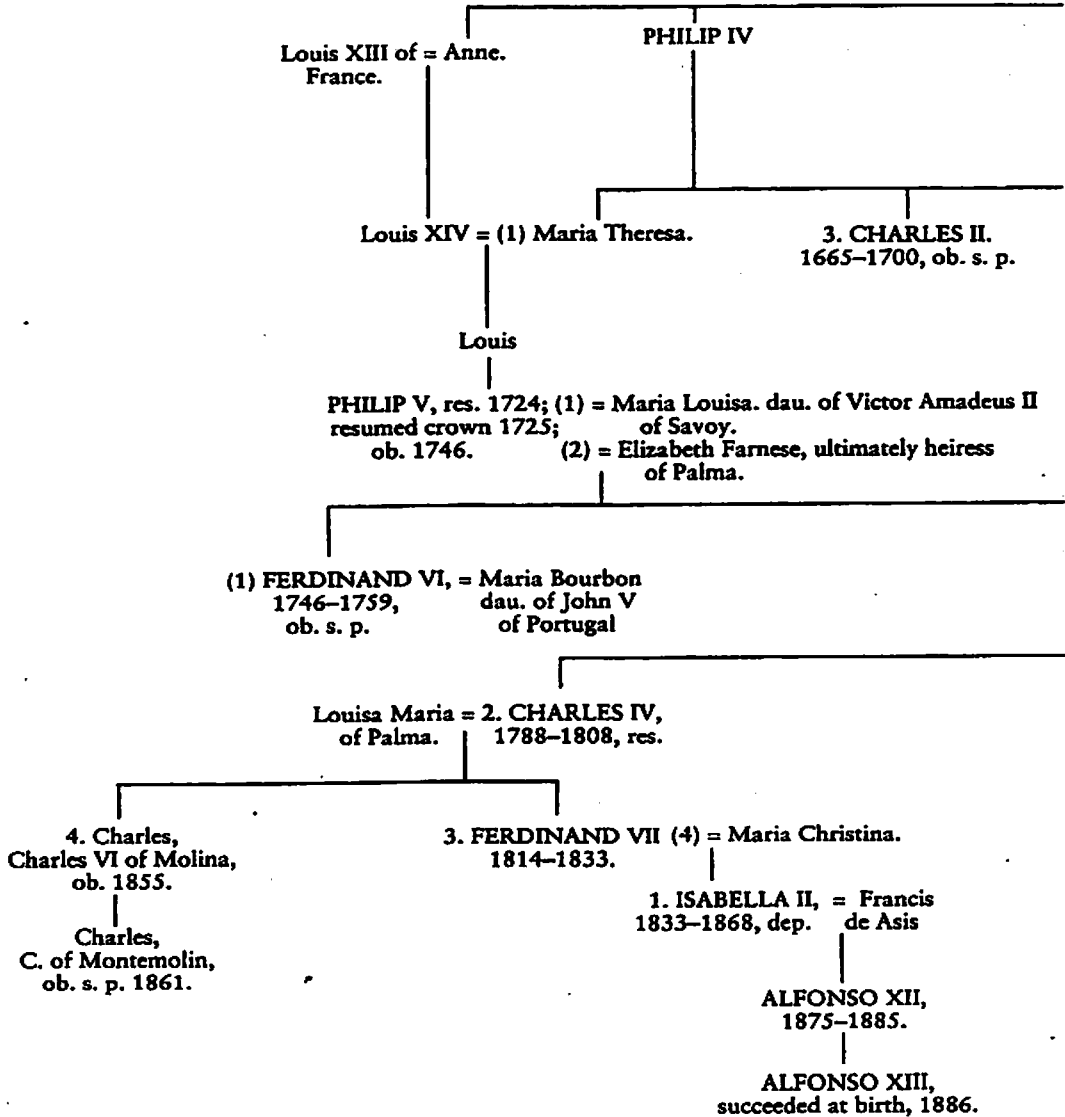 Louis XIII of = Anne.
France.
PHILIP IV
Louis XIV = (1) Maria Theresa.
3. CHARLES II.
1665–1700, ob. s. p.
Louis
PHILIP V, res. 1724; (1) = Maria Louisa. dau. of Victor Amadeus II
resumed crown 1725; of Savoy.
ob. 1746. (2) = Elizabeth Farnese, ultimately heiress
of Palma.
(1) FERDINAND VI, = Maria Bourbon
1746–1759, dau. of John V
ob. s. p. of Portugal
Louisa Maria = 2. CHARLES IV,
of Palma. 1788–1808, res.
4. Charles,
Charles VI of Molina,
ob. 1855.
Charles,
C. of Montemolin,
ob. s. p. 1861.
3. FERDINAND VII (4) = Maria Christina.
1814–1833.
1. ISABELLA II, = Francis
1833–1868, dep. de Asis
ALFONSO XII,
1875–1885.
ALFONSO XIII,
succeeded at birth, 1886.